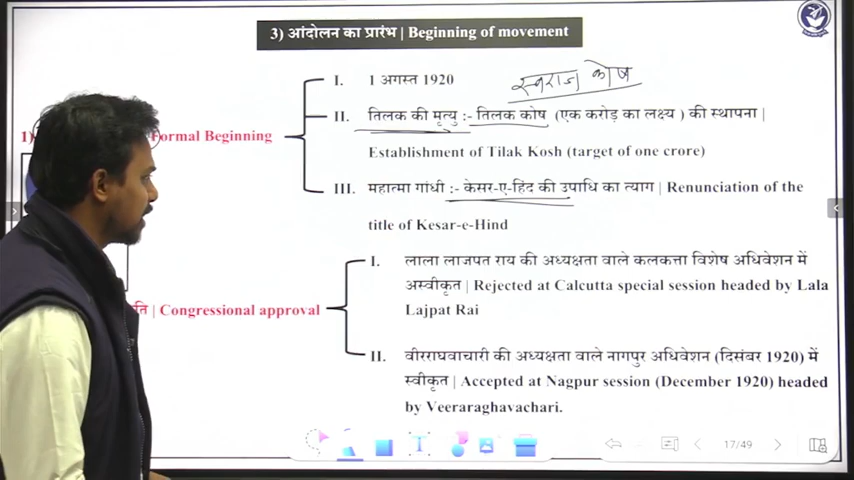 3) आंदोलन का प्रारंभ | Beginning of movement
I. 1 अगस्त 1920
स्वराज कोष
II. तिलक की मृत्यु :- तिलक कोष (एक करोड़ का लक्ष्य ) की स्थापना |
Establishment of Tilak Kosh (target of one crore)
1) Formal Beginning
III. महात्मा गांधी :- केसर-ए-हिंद की उपाधि का त्याग | Renunciation of the
title of Kesar-e-Hind
I. लाला लाजपत राय की अध्यक्षता वाले कलकत्ता विशेष अधिवेशन में
अस्वीकृत | Rejected at Calcutta special session headed by Lala
Lajpat Rai
| Congressional approval
II. वीरराघवाचारी की अध्यक्षता वाले नागपुर अधिवेशन (दिसंबर 1920) में
स्वीकृत | Accepted at Nagpur session (December 1920) headed
by Veeraraghavachari.
17/49